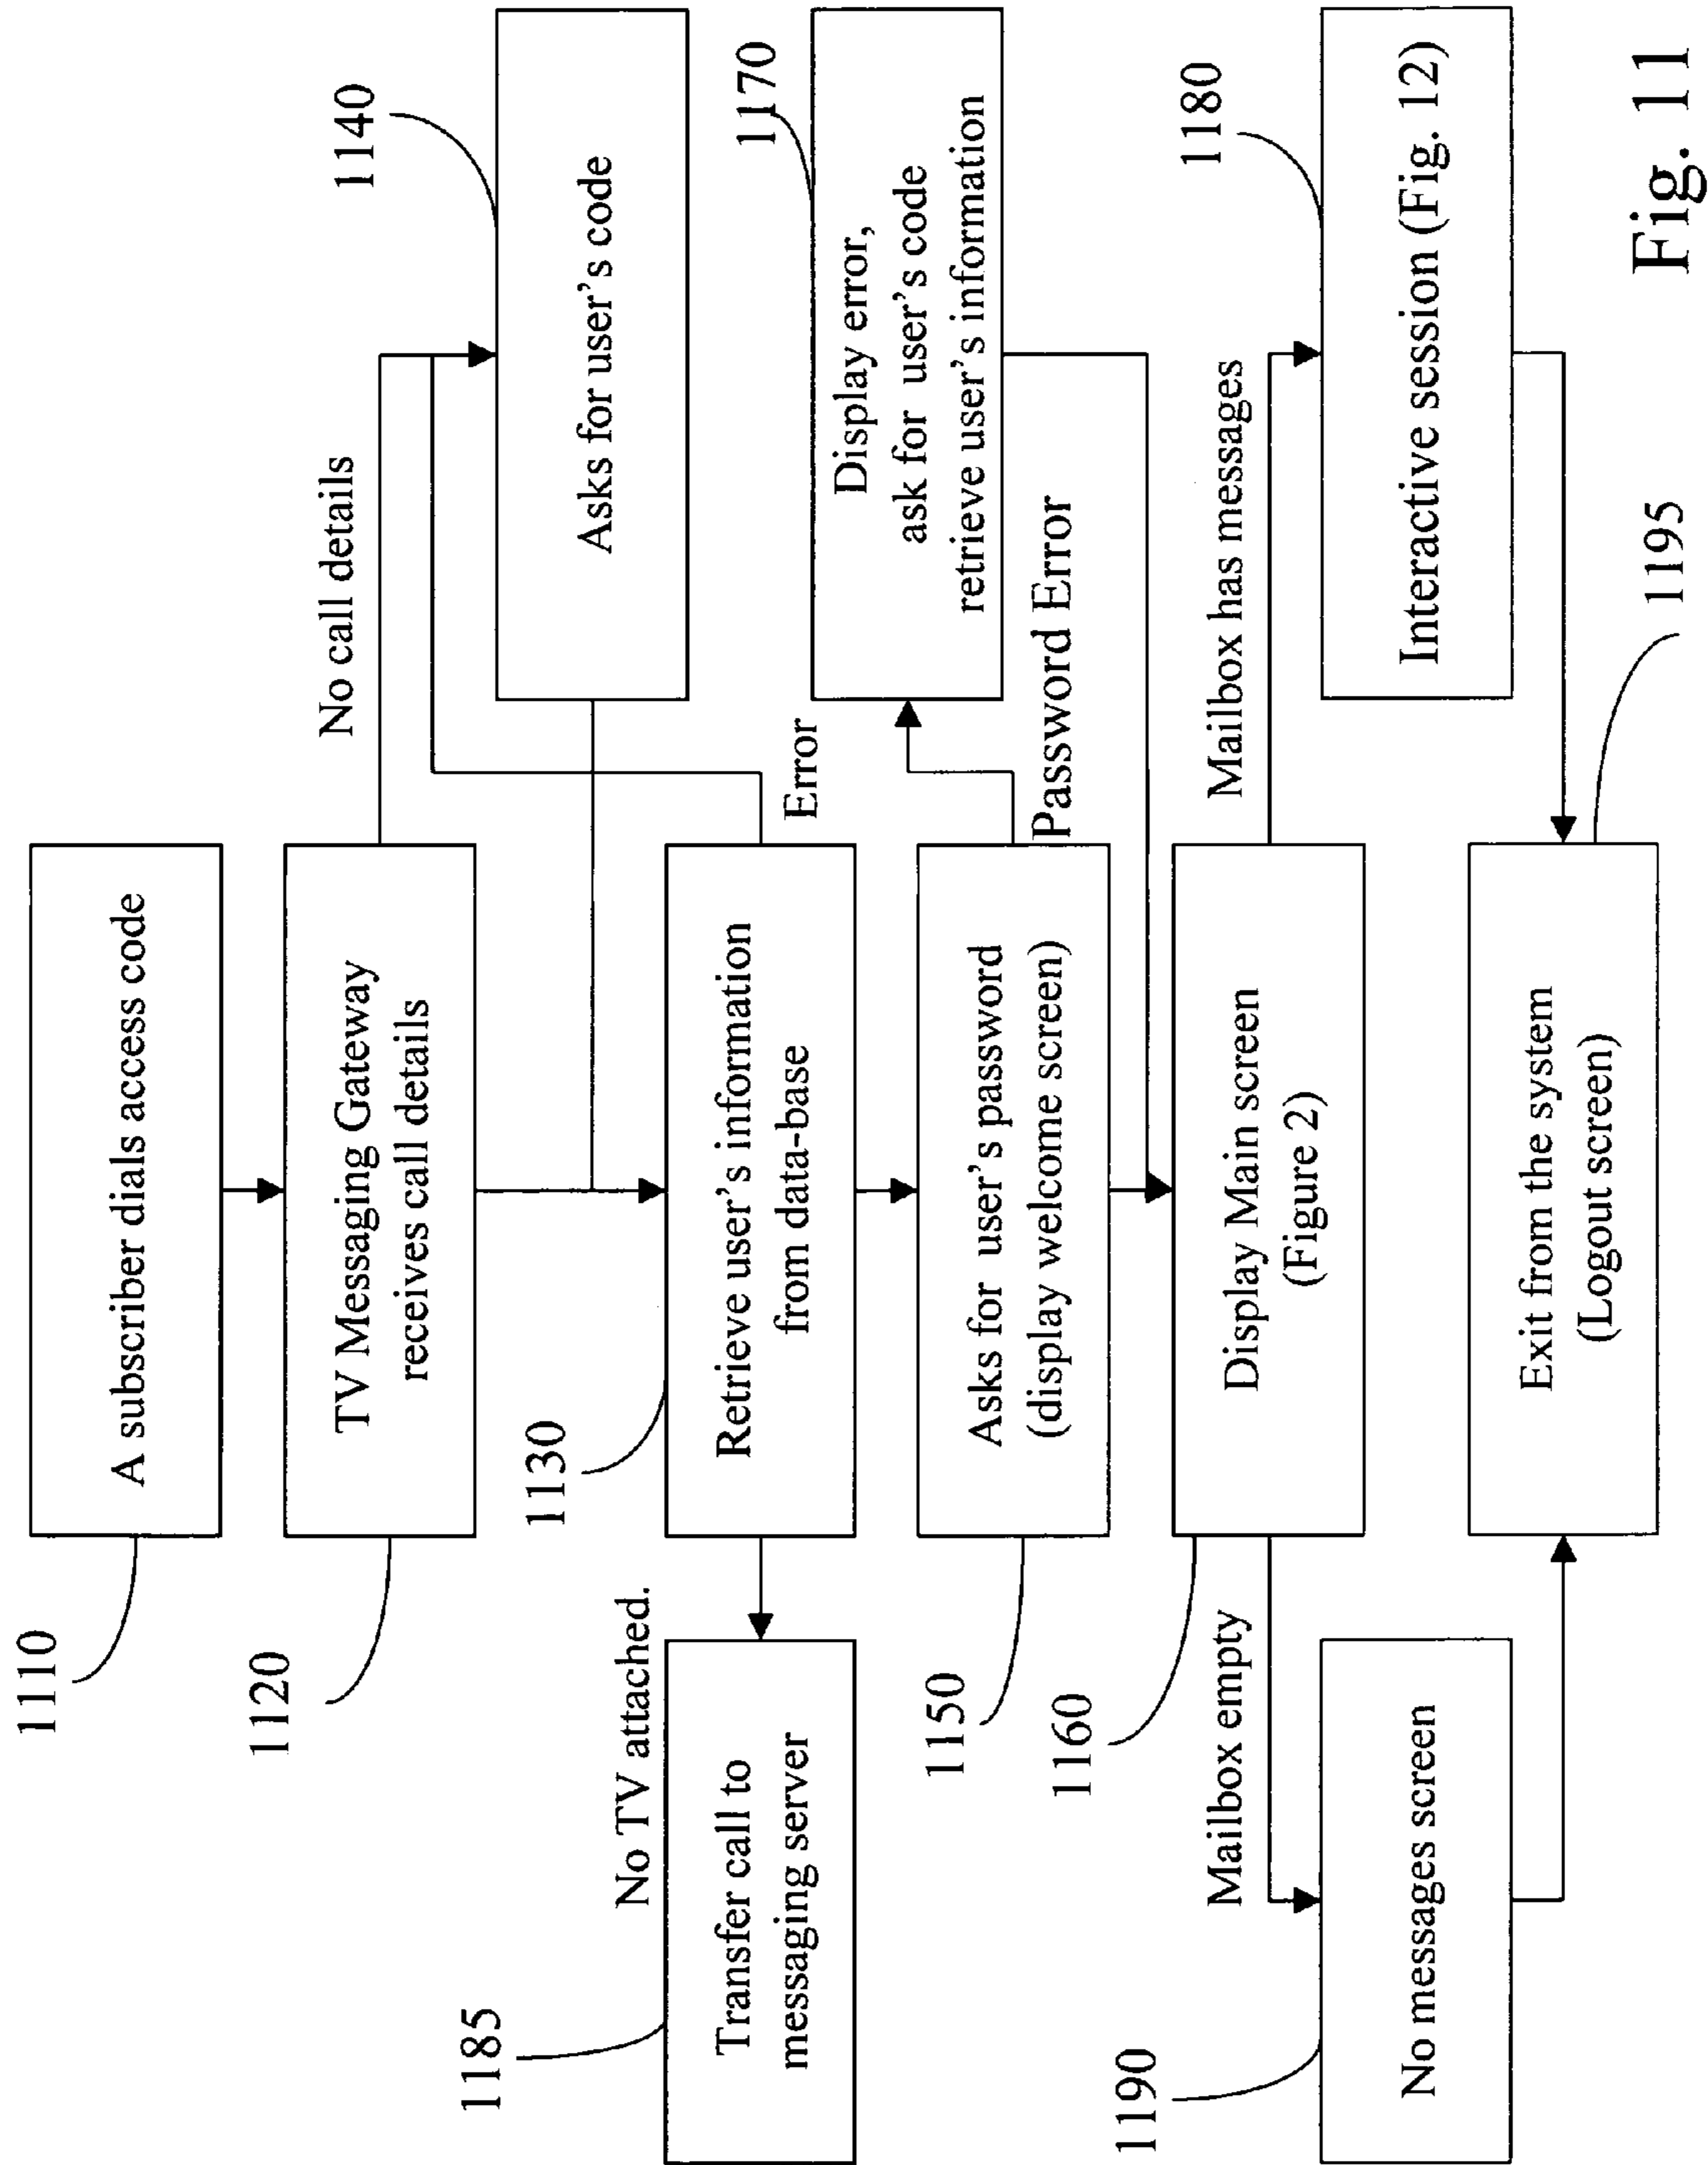 1110
A subscriber dials access code
1120
TV Messaging Gateway
receives call details
No call details
1140
Asks for user's code
1130
Retrieve user's information
from data-base
Error
No TV attached.
1185
Transfer call to
messaging server
1150
Asks for user's password
(display welcome screen)
Password Error
1170
Display error,
ask for user's code
retrieve user's information
1160
Display Main screen
(Figure 2)
Mailbox empty
Mailbox has messages
1190
No messages screen
1180
Interactive session (Fig. 12)
Exit from the system
(Logout screen)
1195
Fig. 11